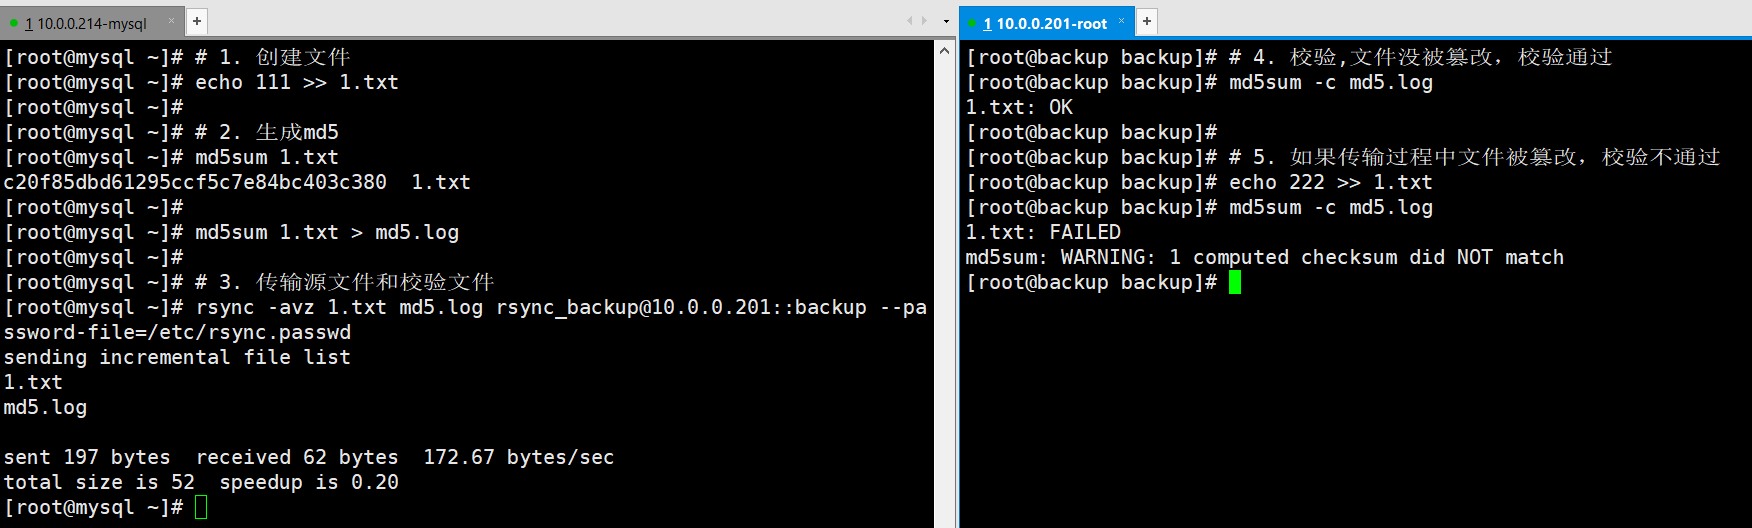 1 10.0.0.214-mysql × +
[root@mysql ~]# # 1. 创建文件
[root@mysql ~]# echo 111 >> 1.txt
[root@mysql ~]#
[root@mysql ~]# # 2. 生成md5
[root@mysql ~]# md5sum 1.txt
c20f85dbd61295ccf5c7e84bc403c380  1.txt
[root@mysql ~]#
[root@mysql ~]# md5sum 1.txt > md5.log
[root@mysql ~]#
[root@mysql ~]# # 3. 传输源文件和校验文件
[root@mysql ~]# rsync -avz 1.txt md5.log rsync_backup@10.0.0.201::backup --pa
ssword-file=/etc/rsync.passwd
sending incremental file list
1.txt
md5.log
sent 197 bytes  received 62 bytes  172.67 bytes/sec
total size is 52  speedup is 0.20
[root@mysql ~]#
1 10.0.0.201-root × +
[root@backup backup]# # 4. 校验,文件没被篡改，校验通过
[root@backup backup]# md5sum -c md5.log
1.txt: OK
[root@backup backup]#
[root@backup backup]# # 5. 如果传输过程中文件被篡改，校验不通过
[root@backup backup]# echo 222 >> 1.txt
[root@backup backup]# md5sum -c md5.log
1.txt: FAILED
md5sum: WARNING: 1 computed checksum did NOT match
[root@backup backup]#